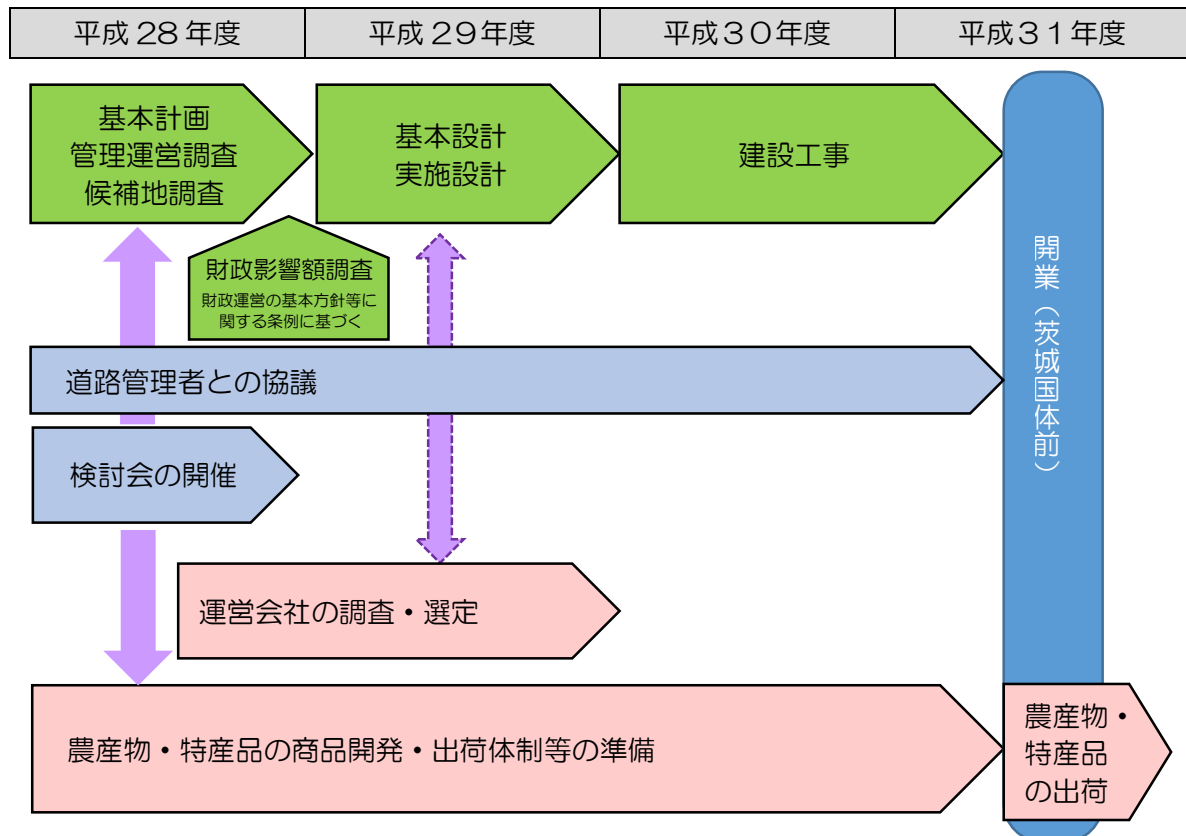 平成28年度
平成29年度
平成30年度
平成31年度
基本計画
管理運営調査
候補地調査
基本設計
実施設計
建設工事
財政影響額調査
財政運営の基本方針等に
関する条例に基づく
開業（茨城国体前）
道路管理者との協議
検討会の開催
運営会社の調査・選定
農産物・特産品の商品開発・出荷体制等の準備
農産物・
特産品
の出荷